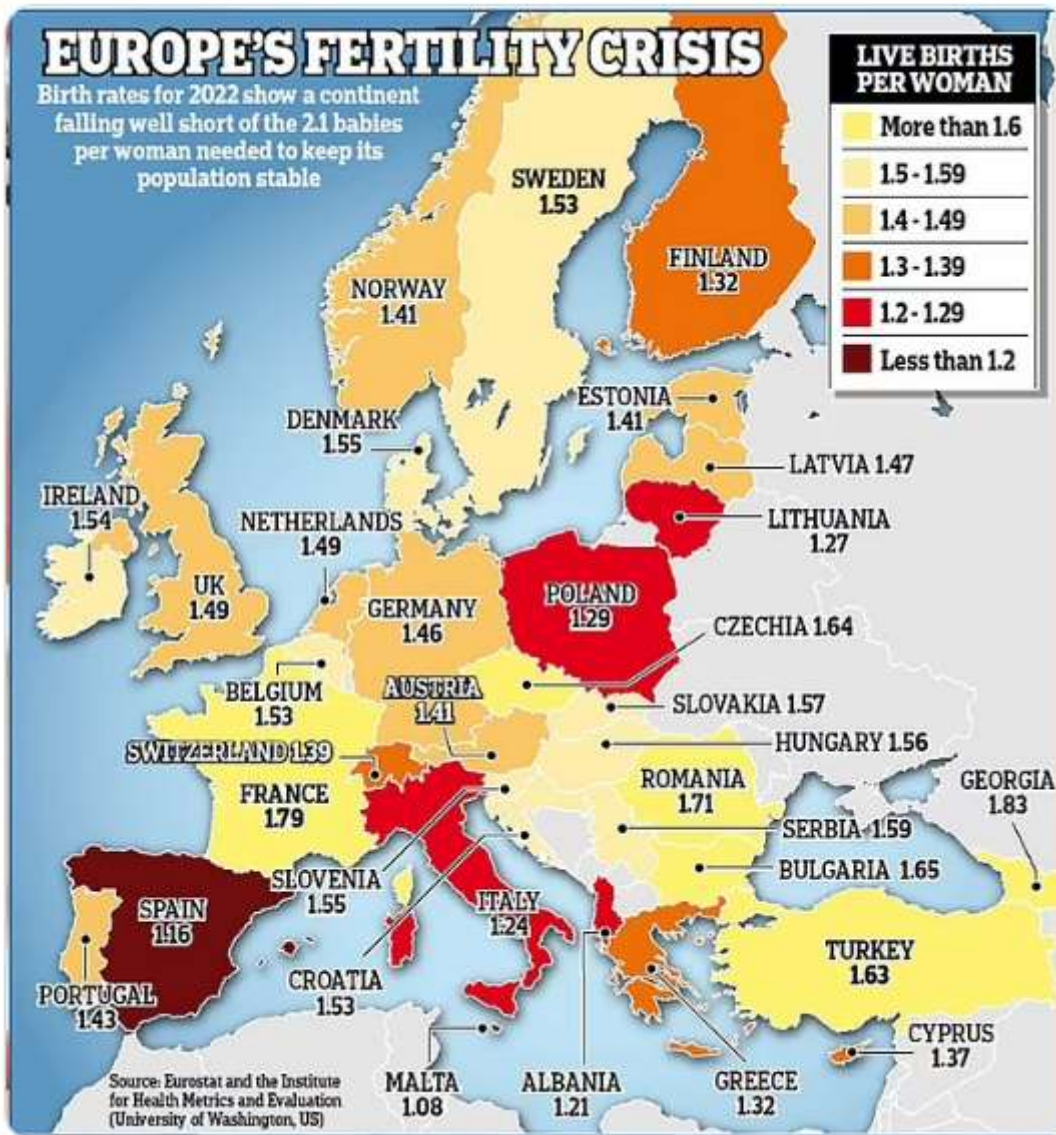 EUROPE'S FERTILITY CRISIS
Birth rates for 2022 show a continent
falling well short of the 2.1 babies
per woman needed to keep its
population stable
LIVE BIRTHS
PER WOMAN
More than 1.6
1.5 - 1.59
1.4 - 1.49
1.3 - 1.39
1.2 - 1.29
Less than 1.2
SWEDEN
1.53
FINLAND
1.32
NORWAY
1.41
ESTONIA
1.41
DENMARK
1.55
LATVIA 1.47
IRELAND
1.54
NETHERLANDS
1.49
LITHUANIA
1.27
UK
1.49
GERMANY
1.46
POLAND
1.29
CZECHIA 1.64
BELGIUM
1.53
AUSTRIA
1.41
SLOVAKIA 1.57
SWITZERLAND 1.39
HUNGARY 1.56
FRANCE
1.79
ROMANIA
1.71
GEORGIA
1.83
SERBIA 1.59
BULGARIA 1.65
SLOVENIA
1.55
SPAIN
1.16
ITALY
1.24
TURKEY
1.63
PORTUGAL
1.43
CROATIA
1.53
CYPRUS
1.37
MALTA
1.08
ALBANIA
1.21
GREECE
1.32
Source: Eurostat and the Institute
for Health Metrics and Evaluation
(University of Washington, US)